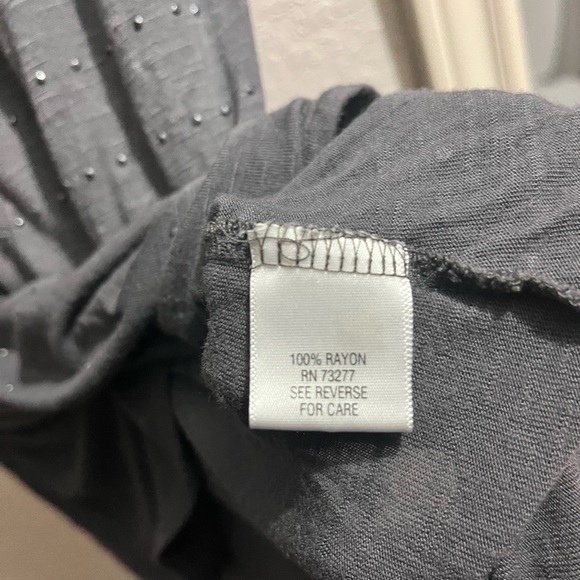 100% RAYON
RN 73277
SEE REVERSE
FOR CARE